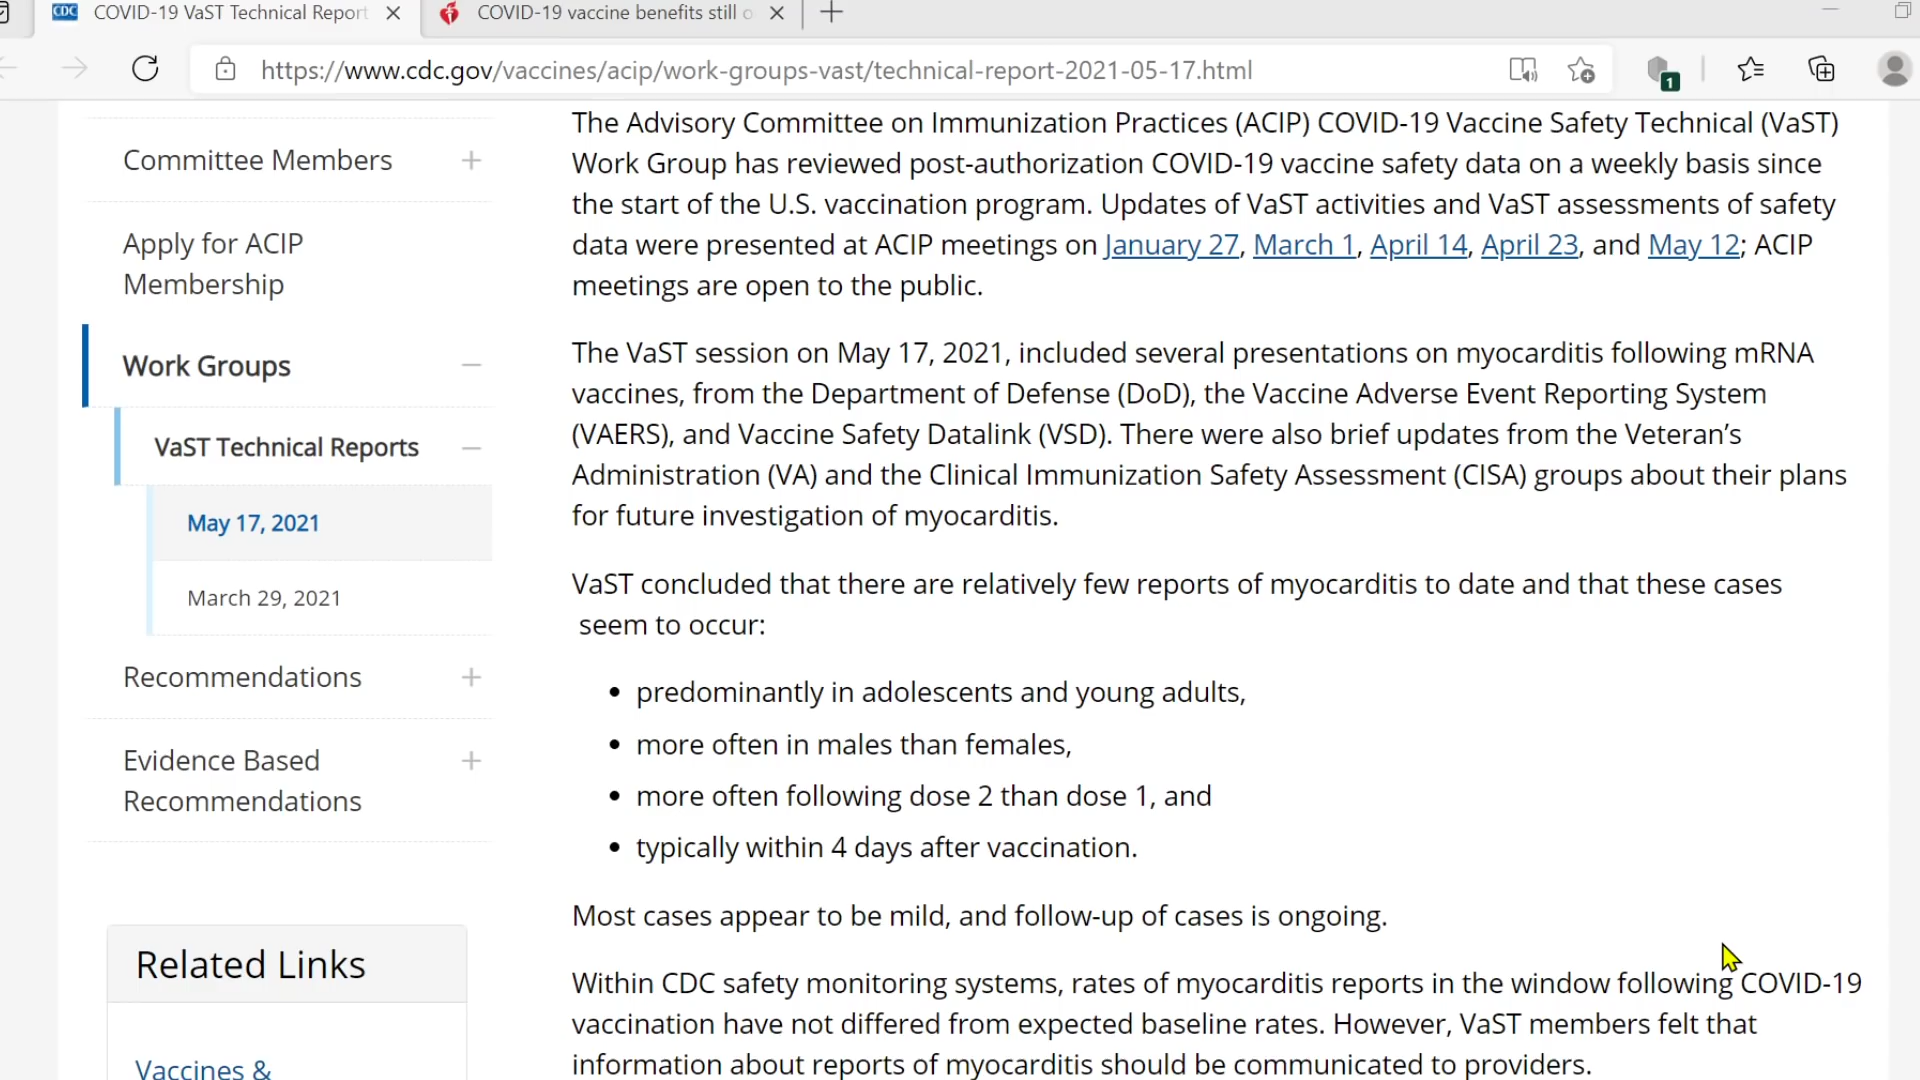 CDC COVID-19 VaST Technical Report
COVID-19 vaccine benefits still o
https://www.cdc.gov/vaccines/acip/work-groups-vast/technical-report-2021-05-17.html
1
Committee Members
Apply for ACIP
Membership
Work Groups
VaST Technical Reports
May 17, 2021
March 29, 2021
Recommendations
Evidence Based
Recommendations
Related Links
Vaccines &
The Advisory Committee on Immunization Practices (ACIP) COVID-19 Vaccine Safety Technical (VaST)
Work Group has reviewed post-authorization COVID-19 vaccine safety data on a weekly basis since
the start of the U.S. vaccination program. Updates of VaST activities and VaST assessments of safety
data were presented at ACIP meetings on January 27, March 1, April 14, April 23, and May 12; ACIP
meetings are open to the public.
The VaST session on May 17, 2021, included several presentations on myocarditis following mRNA
vaccines, from the Department of Defense (DoD), the Vaccine Adverse Event Reporting System
(VAERS), and Vaccine Safety Datalink (VSD). There were also brief updates from the Veteran’s
Administration (VA) and the Clinical Immunization Safety Assessment (CISA) groups about their plans
for future investigation of myocarditis.
VaST concluded that there are relatively few reports of myocarditis to date and that these cases
seem to occur:
• predominantly in adolescents and young adults,
• more often in males than females,
• more often following dose 2 than dose 1, and
• typically within 4 days after vaccination.
Most cases appear to be mild, and follow-up of cases is ongoing.
Within CDC safety monitoring systems, rates of myocarditis reports in the window following COVID-19
vaccination have not differed from expected baseline rates. However, VaST members felt that
information about reports of myocarditis should be communicated to providers.